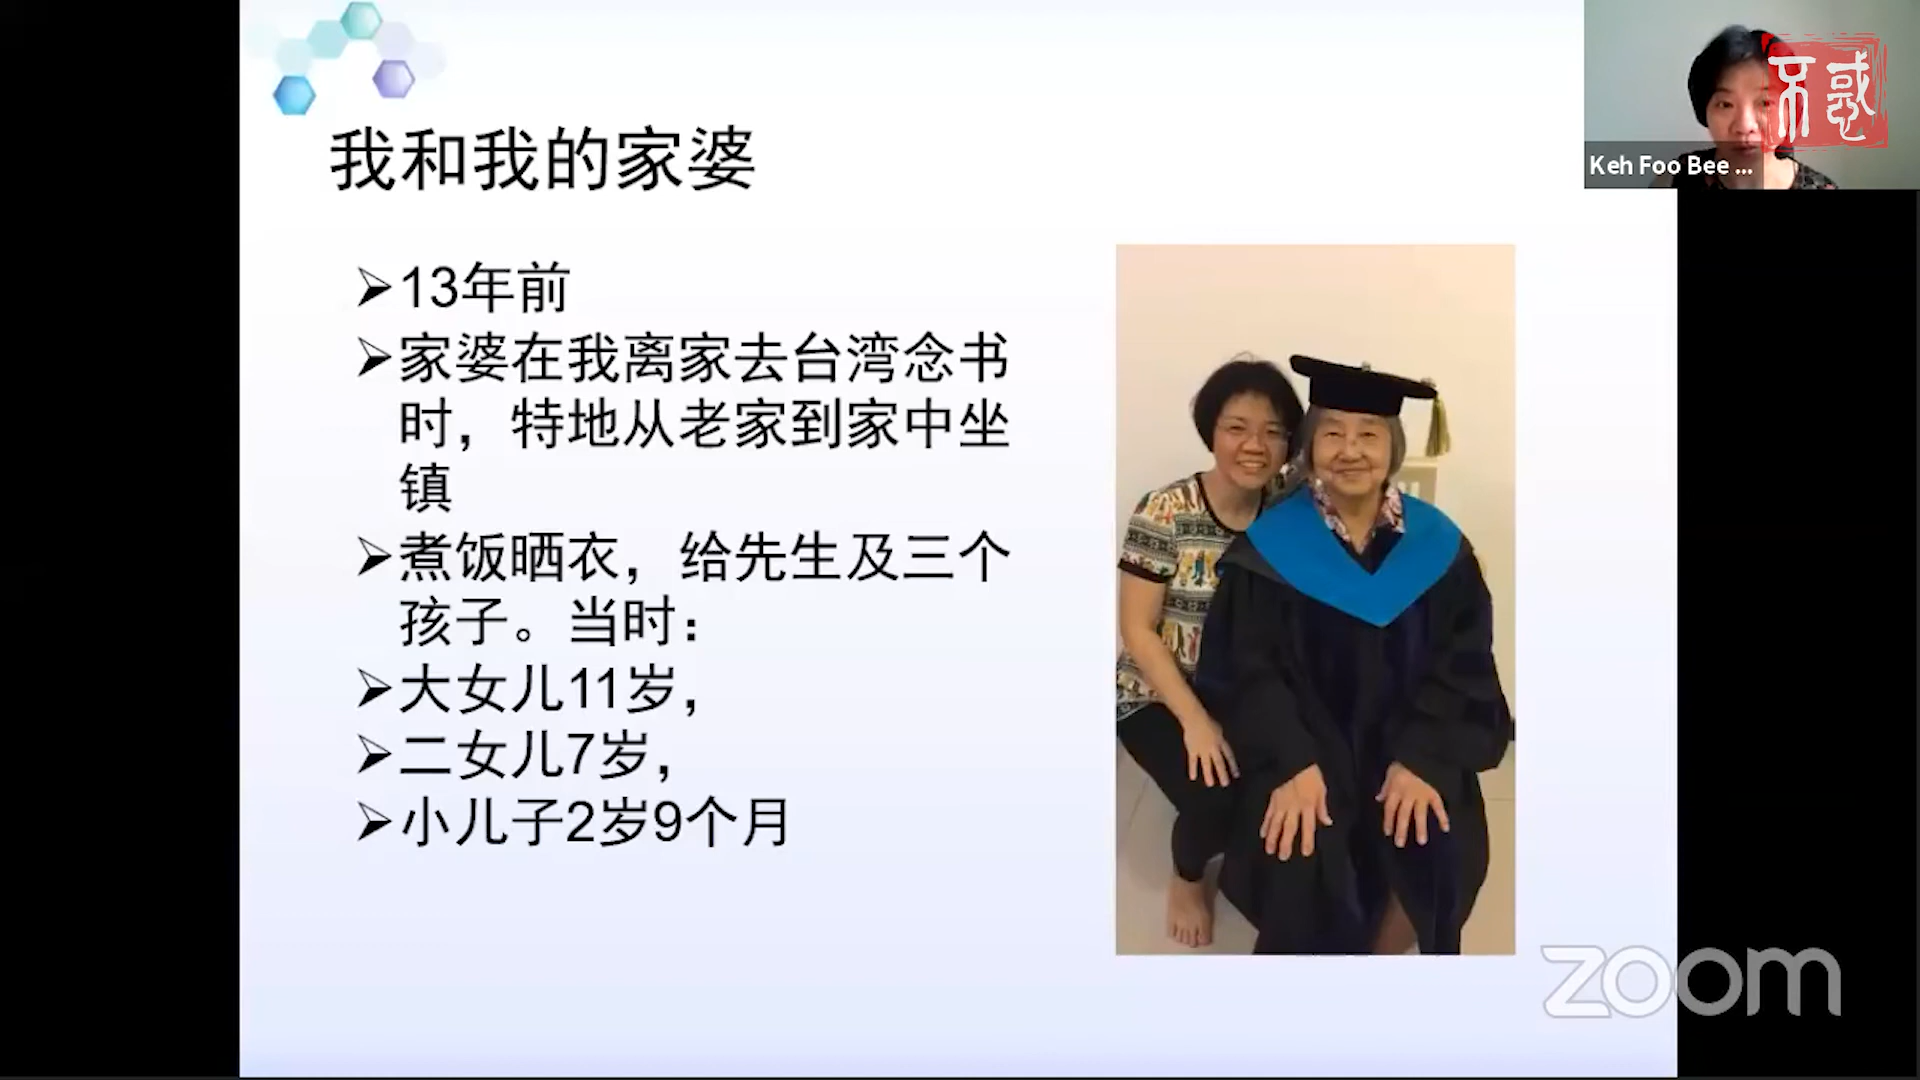 我和我的家婆
不惑
Keh Foo Bee ...
➢13年前
➢家婆在我离家去台湾念书
时，特地从老家到家中坐
镇
➢煮饭晒衣，给先生及三个
孩子。当时：
➢大女儿11岁，
➢二女儿7岁，
➢小儿子2岁9个月
zoom